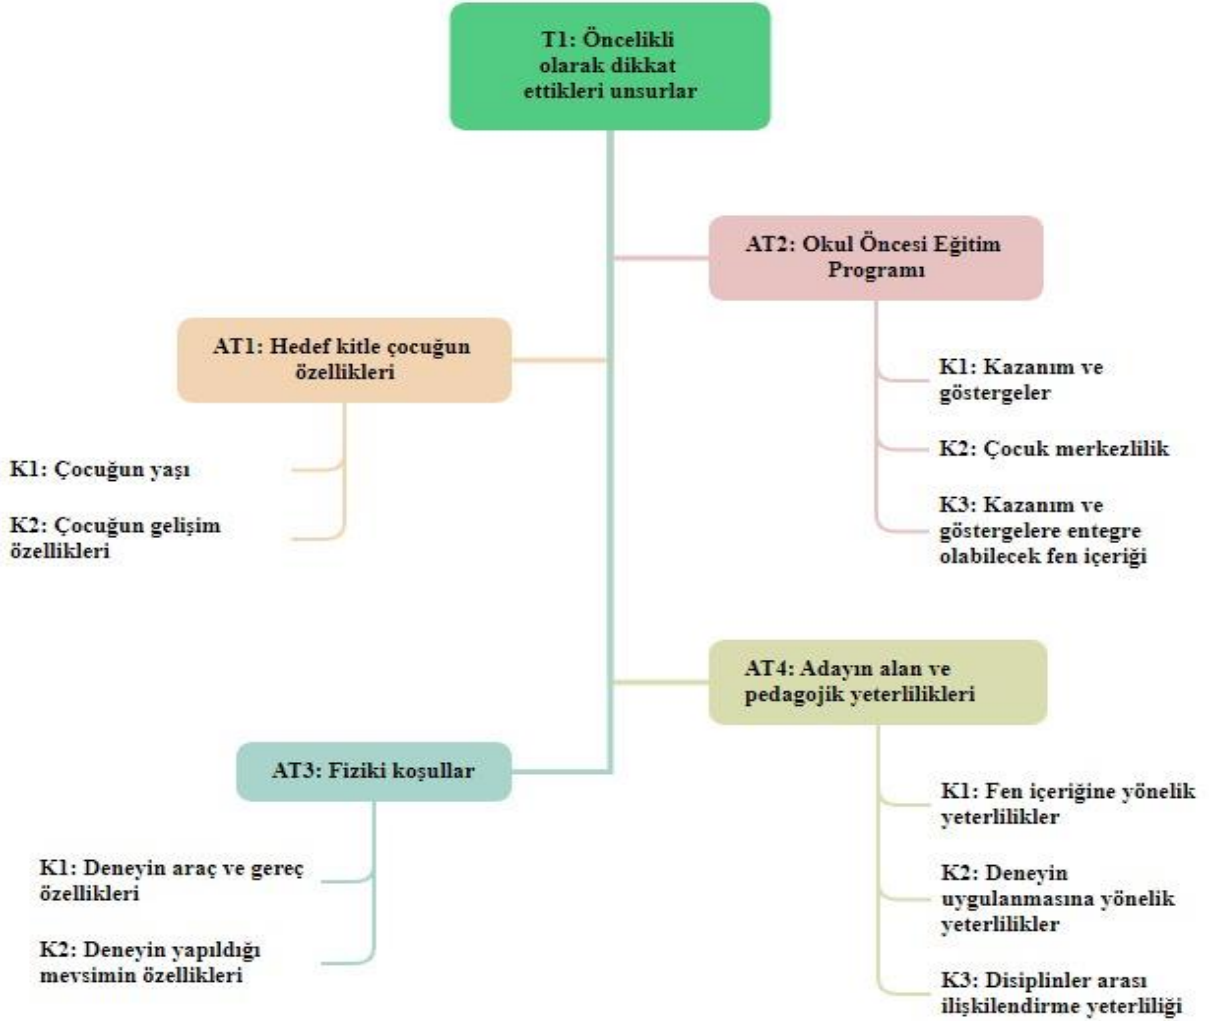 T1: Öncelikli
olarak dikkat
ettikleri unsurlar
AT2: Okul Öncesi Eğitim
Programı
K1: Kazanım ve
göstergeler
K2: Çocuk merkezlilik
K3: Kazanım ve
göstergelere entegre
olabilecek fen içeriği
AT1: Hedef kitle çocuğun
özellikleri
K1: Çocuğun yaşı
K2: Çocuğun gelişim
özellikleri
AT4: Adayın alan ve
pedagojik yeterlilikleri
K1: Fen içeriğine yönelik
yeterlilikler
K2: Deneyin
uygulanmasına yönelik
yeterlilikler
K3: Disiplinler arası
ilişkilendirme yeterliliği
AT3: Fiziki koşullar
K1: Deneyin araç ve gereç
özellikleri
K2: Deneyin yapıldığı
mevsimin özellikleri